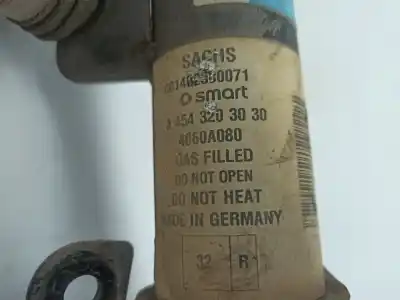 SACHS
smart
A 454 320 30 30
4060A080
GAS FILLED
DO NOT OPEN
DO NOT HEAT
MADE IN GERMANY
32 R